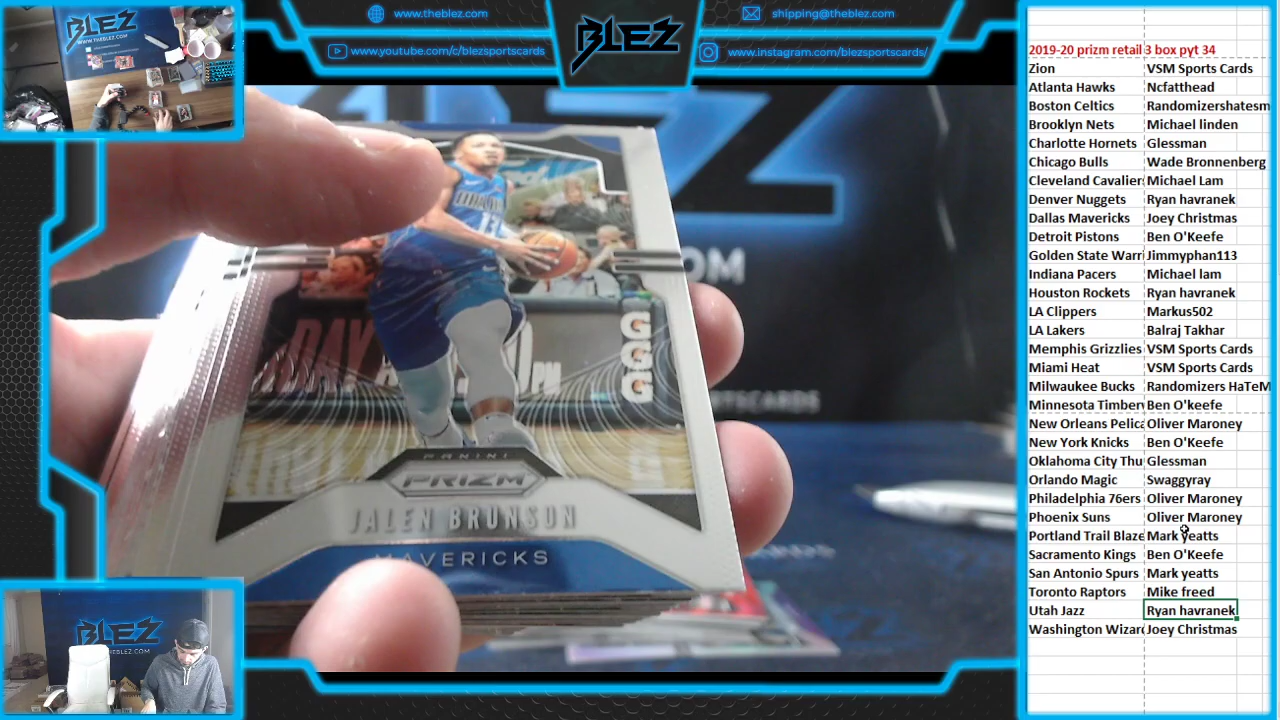 www.theblez.com
shipping@theblez.com
BLEZ
www.youtube.com/c/blezsportscards
www.instagram.com/blezsportscards/
BLEZ
WWW.THEBLEZ.COM
2019-20 prizm retail 3 box pyt 34
Zion VSM Sports Cards
Atlanta Hawks Ncfatthead
Boston Celtics Randomizershatesm
Brooklyn Nets Michael linden
Charlotte Hornets Glessman
Chicago Bulls Wade Bronnenberg
Cleveland Cavalier Michael Lam
Denver Nuggets Ryan havranek
Dallas Mavericks Joey Christmas
Detroit Pistons Ben O'Keefe
Golden State Warri Jimmyphan113
Indiana Pacers Michael lam
Houston Rockets Ryan havranek
LA Clippers Markus502
LA Lakers Balraj Takhar
Memphis Grizzlies VSM Sports Cards
Miami Heat VSM Sports Cards
Milwaukee Bucks Randomizers HaTeM
Minnesota Timber Ben O'keefe
New Orleans Pelica Oliver Maroney
New York Knicks Ben O'Keefe
Oklahoma City Thu Glessman
Orlando Magic Swaggyray
Philadelphia 76ers Oliver Maroney
Phoenix Suns Oliver Maroney
Portland Trail Blaze Mark yeatts
Sacramento Kings Ben O'Keefe
San Antonio Spurs Mark yeatts
Toronto Raptors Mike freed
Utah Jazz Ryan havranek
Washington Wizard Joey Christmas
.COM
PM
PANINI
PRIZM
JALEN BRUNSON
MAVERICKS
BLEZ